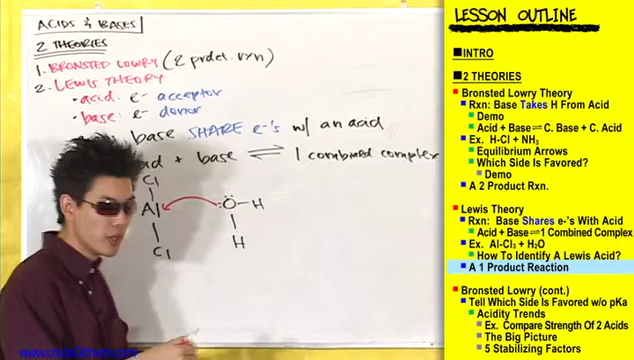 ACIDS & BASES
2 THEORIES
1. BRONSTED LOWRY (2 prdct. rxn)
2. LEWIS THEORY
• acid: e- acceptor
• base: e- donor
base SHARE e-'s w/ an acid
+ base ⇌ 1 combined complex
Cl
Al
:Ö-H
H
Cl
www.cool
LESSON OUTLINE
INTRO
2 THEORIES
Bronsted Lowry Theory
Rxn: Base Takes H From Acid
Demo
Acid + Base ⇌ C. Base + C. Acid
Ex. H-Cl + NH3
Equilibrium Arrows
Which Side Is Favored?
Demo
A 2 Product Rxn.
Lewis Theory
Rxn: Base Shares e-'s With Acid
Acid + Base ⇌ 1 Combined Complex
Ex. Al-Cl3 + H2O
How To Identify A Lewis Acid?
A 1 Product Reaction
Bronsted Lowry (cont.)
Tell Which Side Is Favored w/o pKa
Acidity Trends
Ex. Compare Strength Of 2 Acids
The Big Picture
5 Stabilizing Factors